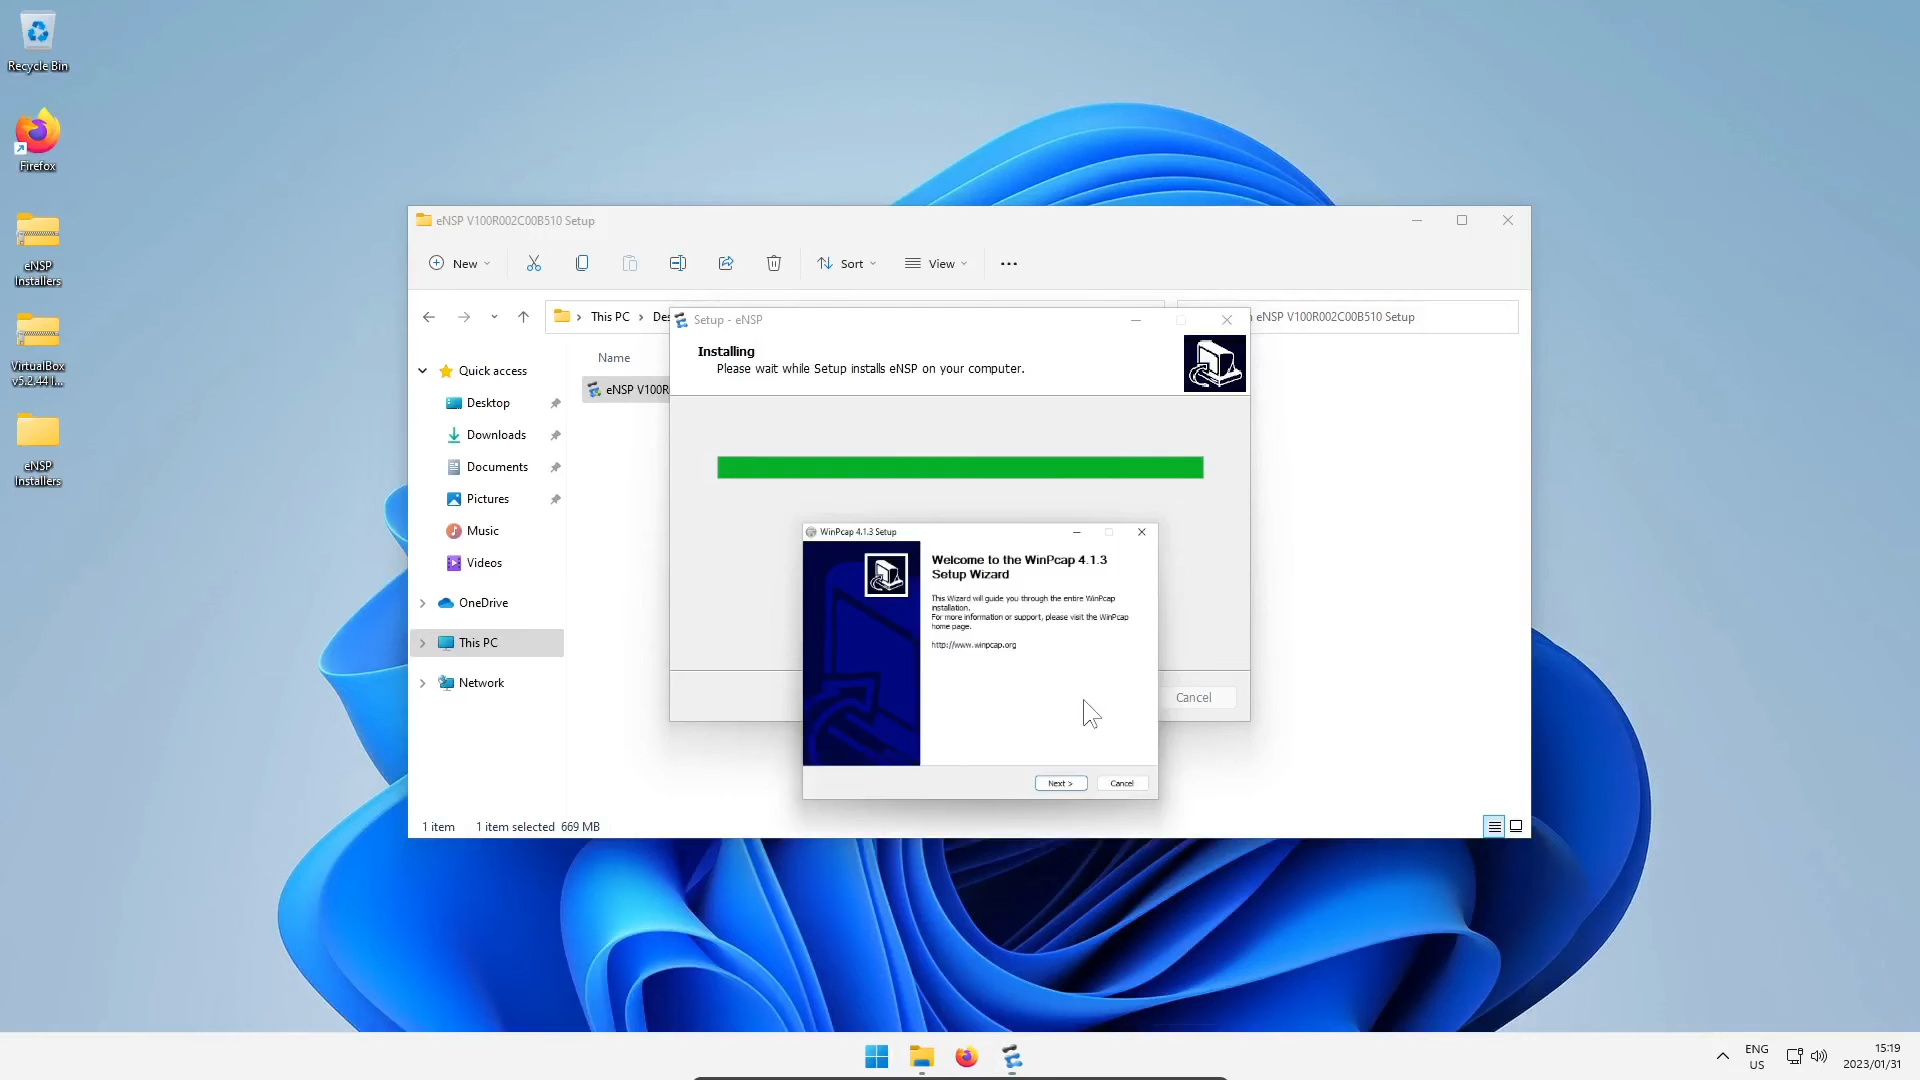 Recycle Bin
Firefox
eNSP
Installers
VirtualBox
v5.2.44 I...
eNSP
Installers
eNSP V100R002C00B510 Setup
New
Sort
View
This PC
eNSP V100R002C00B510 Setup
Name
eNSP V100R
Quick access
Desktop
Downloads
Documents
Pictures
Music
Videos
OneDrive
This PC
Network
1 item 1 item selected 669 MB
Setup - eNSP
Installing
Please wait while Setup installs eNSP on your computer.
Cancel
WinPcap 4.1.3 Setup
Welcome to the WinPcap 4.1.3
Setup Wizard
This Wizard will guide you through the entire WinPcap
installation.
For more information or support, please visit the WinPcap
home page.
http://www.winpcap.org
Next >
Cancel
ENG
US
15:19
2023/01/31